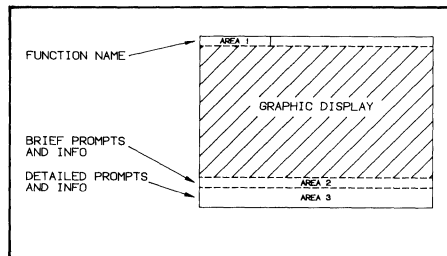 AREA 1
FUNCTION NAME
GRAPHIC DISPLAY
BRIEF PROMPTS
AND INFO
AREA 2
DETAILED PROMPTS
AND INFO
AREA 3